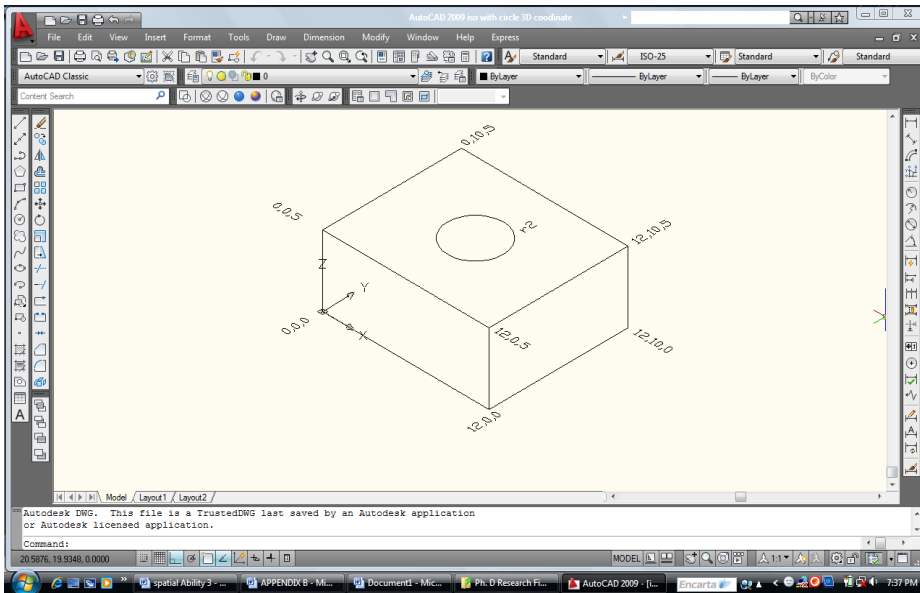 AutoCAD 2009 iso with circle 3D coodinate
File Edit View Insert Format Tools Draw Dimension Modify Window Help Express
Standard ISO-25 Standard Standard
AutoCAD Classic 0 ByLayer ByLayer ByLayer ByColor
Content Search
0,10,5
0,0,5
r2
12,10,5
Z
Y
0,0,0
X
12,0,5
12,10,0
12,0,0
Model Layout1 Layout2
Autodesk DWG. This file is a TrustedDWG last saved by an Autodesk application
or Autodesk licensed application.
Command:
20.5876, 19.9348, 0.0000 MODEL 1:1
spatial Ability 3 - ... APPENDIX B - Mi... Document1 - Mic... Ph. D Research Fi... AutoCAD 2009 - [i... Encarta 7:37 PM